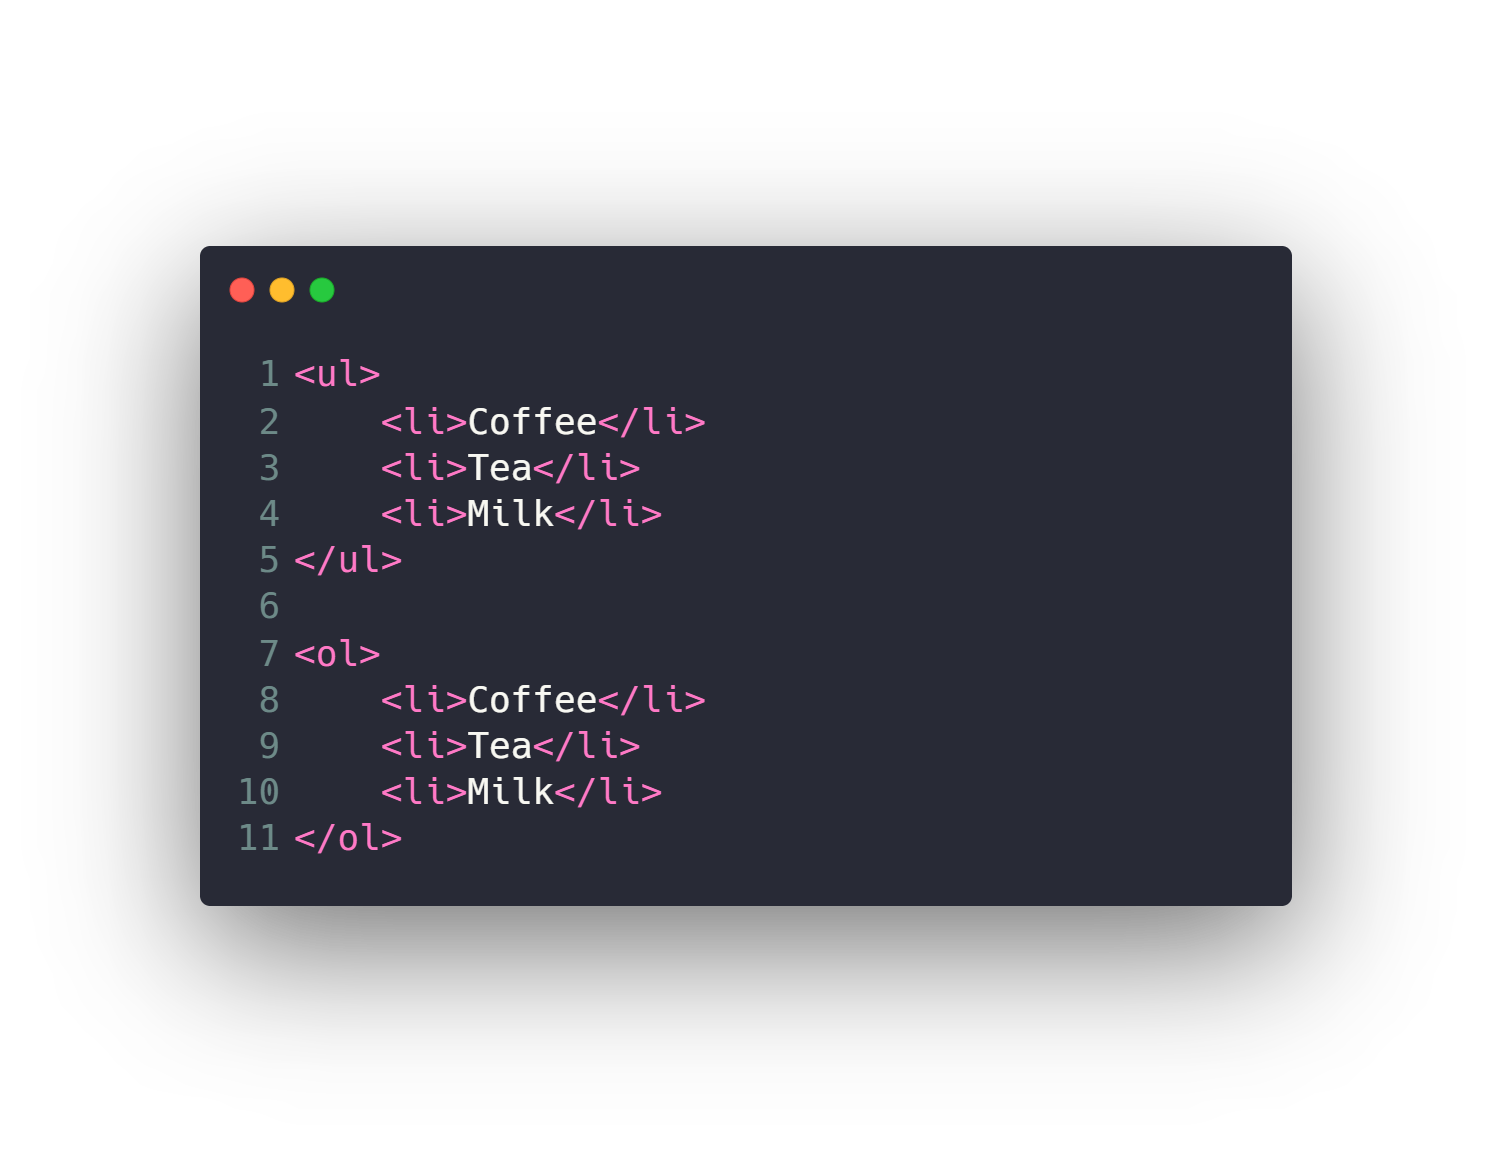 1 <ul>
2     <li>Coffee</li>
3     <li>Tea</li>
4     <li>Milk</li>
5 </ul>
6
7 <ol>
8     <li>Coffee</li>
9     <li>Tea</li>
10     <li>Milk</li>
11 </ol>